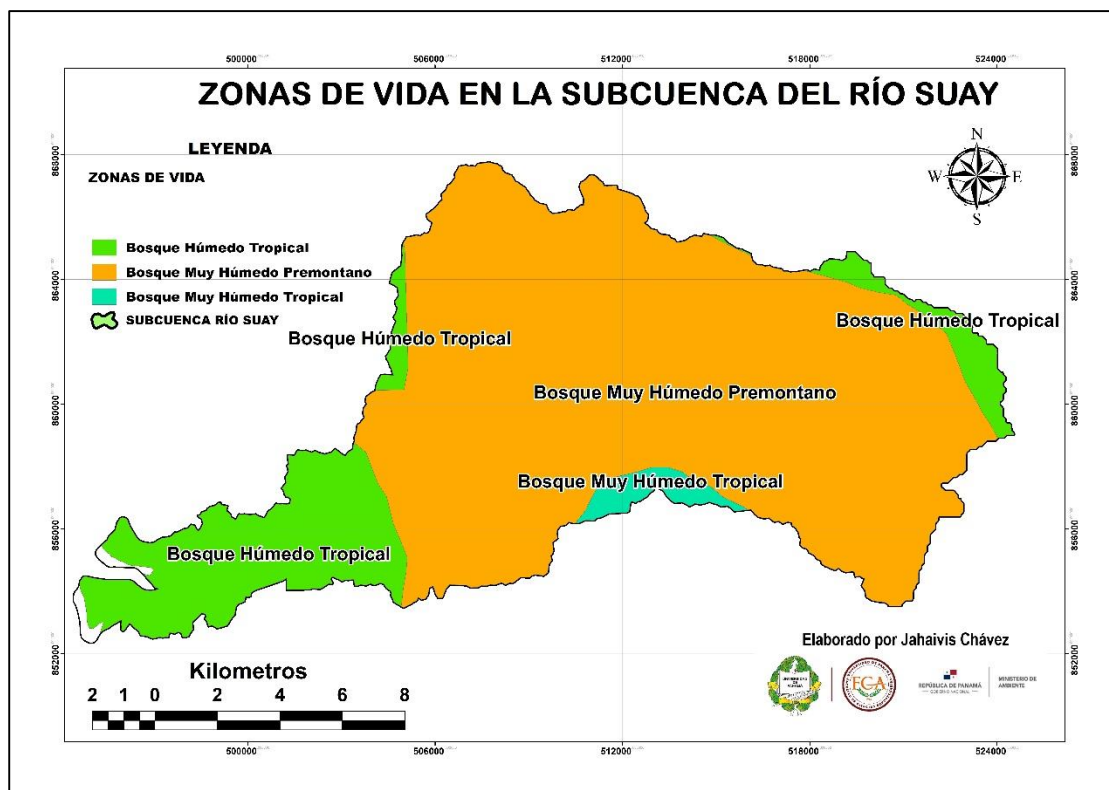 500000 506000 512000 518000 524000
ZONAS DE VIDA EN LA SUBCUENCA DEL RÍO SUAY
LEYENDA
ZONAS DE VIDA
Bosque Húmedo Tropical
Bosque Muy Húmedo Premontano
Bosque Muy Húmedo Tropical
SUBCUENCA RÍO SUAY
N
W E
S
868000 868000
864000 864000
860000 860000
856000 856000
852000 852000
Bosque Húmedo Tropical
Bosque Húmedo Tropical
Bosque Muy Húmedo Premontano
Bosque Muy Húmedo Tropical
Bosque Húmedo Tropical
Elaborado por Jahaivis Chávez
FCA
REPÚBLICA DE PANAMÁ
GOBIERNO NACIONAL
MINISTERIO DE
AMBIENTE
Kilometros
2 1 0 2 4 6 8
500000 506000 512000 518000 524000